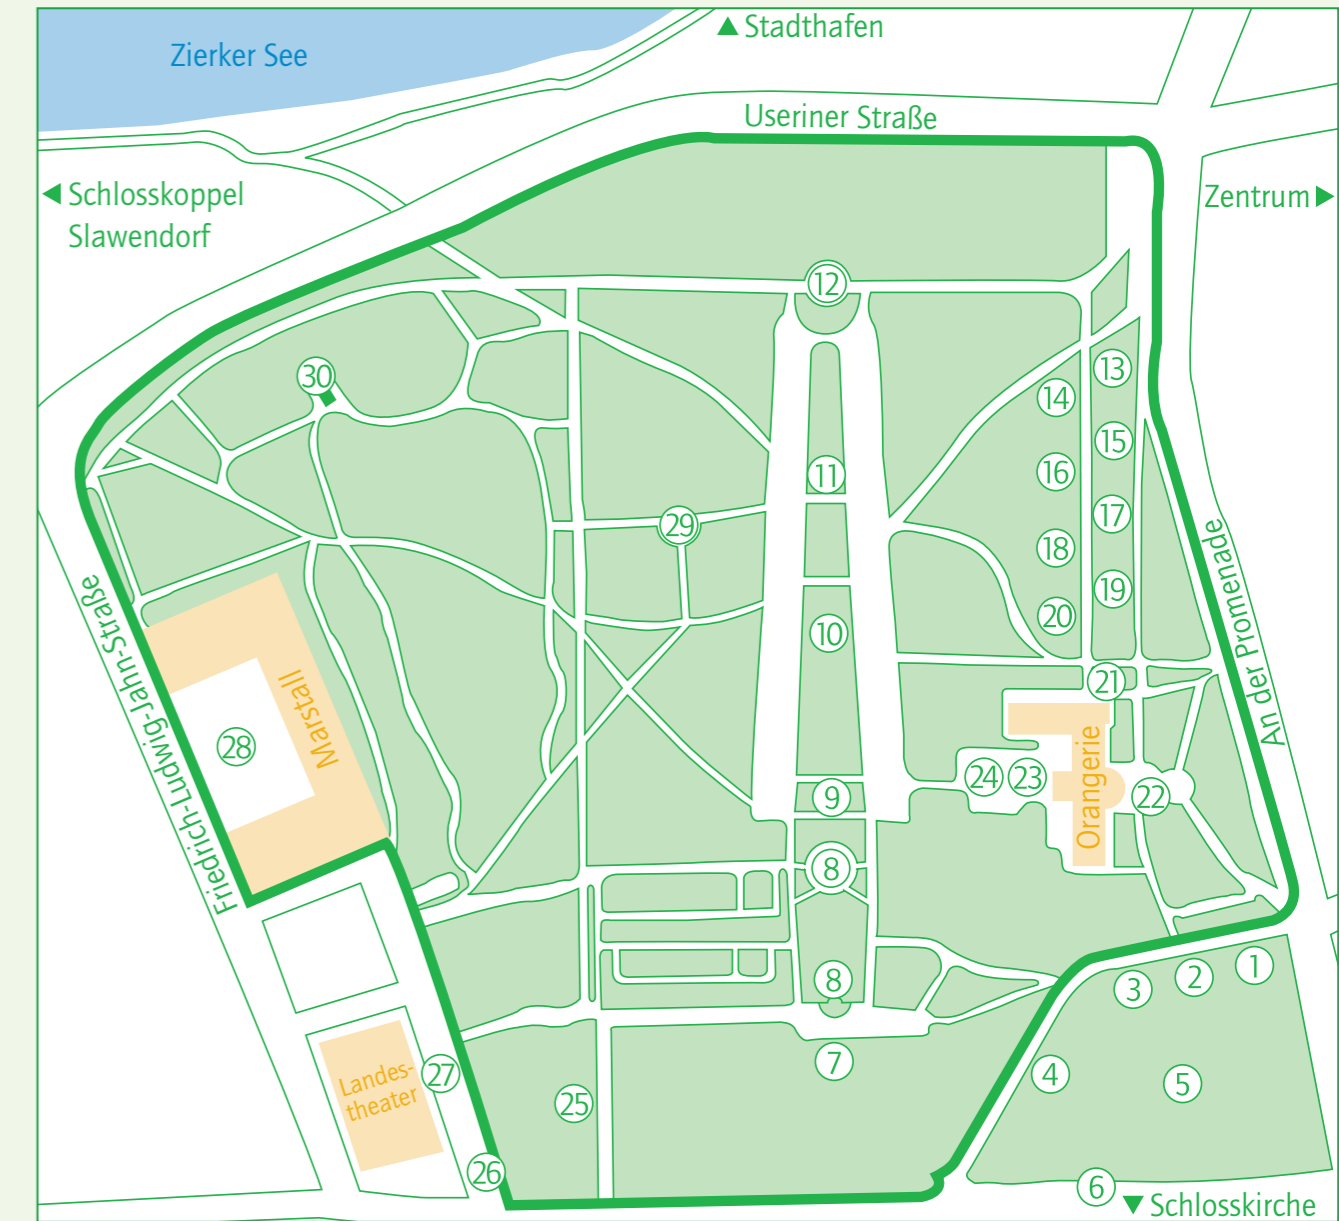 ▲ Stadthafen
Zierker See
Useriner Straße
◄ Schlosskoppel
Slawendorf
Zentrum ►
12
13
14
30
15
16
11
17
29
18
An der Promenade
19
Friedrich-Ludwig-Jahn-Straße
20
10
21
Marstall
28
Orangerie
24
23
22
9
8
1
2
3
8
7
4
5
27
Landes-
theater
25
26
6
▼ Schlosskirche